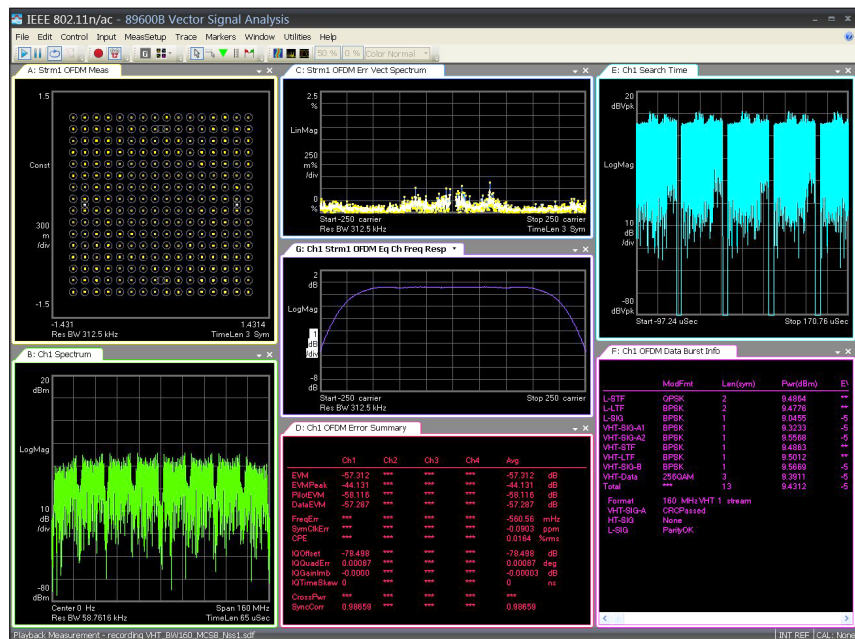 IEEE 802.11n/ac - 89600B Vector Signal Analysis
File Edit Control Input MeasSetup Trace Markers Window Utilities Help
50 % 0 % Color Normal
A: Strm1 OFDM Meas
1.5
Const
300
m
/div
-1.5
-1.431 1.4314
Res BW 312.5 kHz TimeLen 3 Sym
C: Strm1 OFDM Err Vect Spectrum
2.5
%
LinMag
250
m%
/div
0
%
Start -250 carrier Stop 250 carrier
Res BW 312.5 kHz TimeLen 3 Sym
E: Ch1 Search Time
20
dBVpk
LogMag
10
dB
/div
-80
dBVpk
Start -97.24 uSec Stop 170.76 uSec
G: Ch1 Strm1 OFDM Eq Ch Freq Resp
2
dB
LogMag
1
dB
/div
-8
dB
Start -250 carrier Stop 250 carrier
Res BW 312.5 kHz
B: Ch1 Spectrum
20
dBm
LogMag
10
dB
/div
-80
dBm
Center 0 Hz Span 160 MHz
Res BW 58.7616 kHz TimeLen 65 uSec
D: Ch1 OFDM Error Summary
Ch1 Ch2 Ch3 Ch4 Avg
EVM -57.312 *** *** *** -57.312 dB
EVMPeak -44.131 *** *** *** -44.131 dB
PilotEVM -58.116 *** *** *** -58.116 dB
DataEVM -57.287 *** *** *** -57.287 dB
FreqErr *** *** *** -560.56 mHz
SymClkErr *** *** *** -0.0903 ppm
CPE *** *** *** 0.0164 %rms
IQOffset -78.498 *** *** *** -78.498 dB
IQQuadErr 0.00087 *** *** *** 0.00087 deg
IQGainImb -0.0000 *** *** *** -0.00003 dB
IQTimeSkew 0 *** *** *** 0 ns
CrossPwr *** *** *** *** ***
SyncCorr 0.98659 *** *** *** 0.98659
F: Ch1 OFDM Data Burst Info
ModFmt Len(sym) Pwr(dBm) E\
L-STF QPSK 2 9.4864 **
L-LTF BPSK 2 9.4776 **
L-SIG BPSK 1 9.0455 -5
VHT-SIG-A1 BPSK 1 9.3233 -5
VHT-SIG-A2 BPSK 1 9.5568 -5
VHT-STF BPSK 1 9.4883 **
VHT-LTF BPSK 1 9.5012 **
VHT-SIG-B BPSK 1 9.5669 -5
VHT-Data 256QAM 3 9.3911 -5
Total *** 13 9.4312 -5
Format 160 MHz VHT 1 stream
VHT-SIG-A CRCPassed
HT-SIG None
L-SIG ParityOK
Playback Measurement - recording VHT_BW160_MCS8_Nss1.sdf INT REF CAL: None